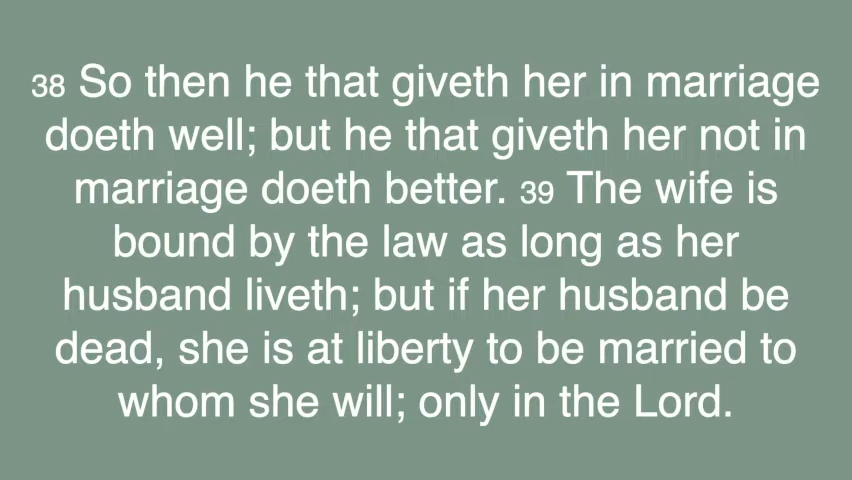 38 So then he that giveth her in marriage
doeth well; but he that giveth her not in
marriage doeth better. 39 The wife is
bound by the law as long as her
husband liveth; but if her husband be
dead, she is at liberty to be married to
whom she will; only in the Lord.